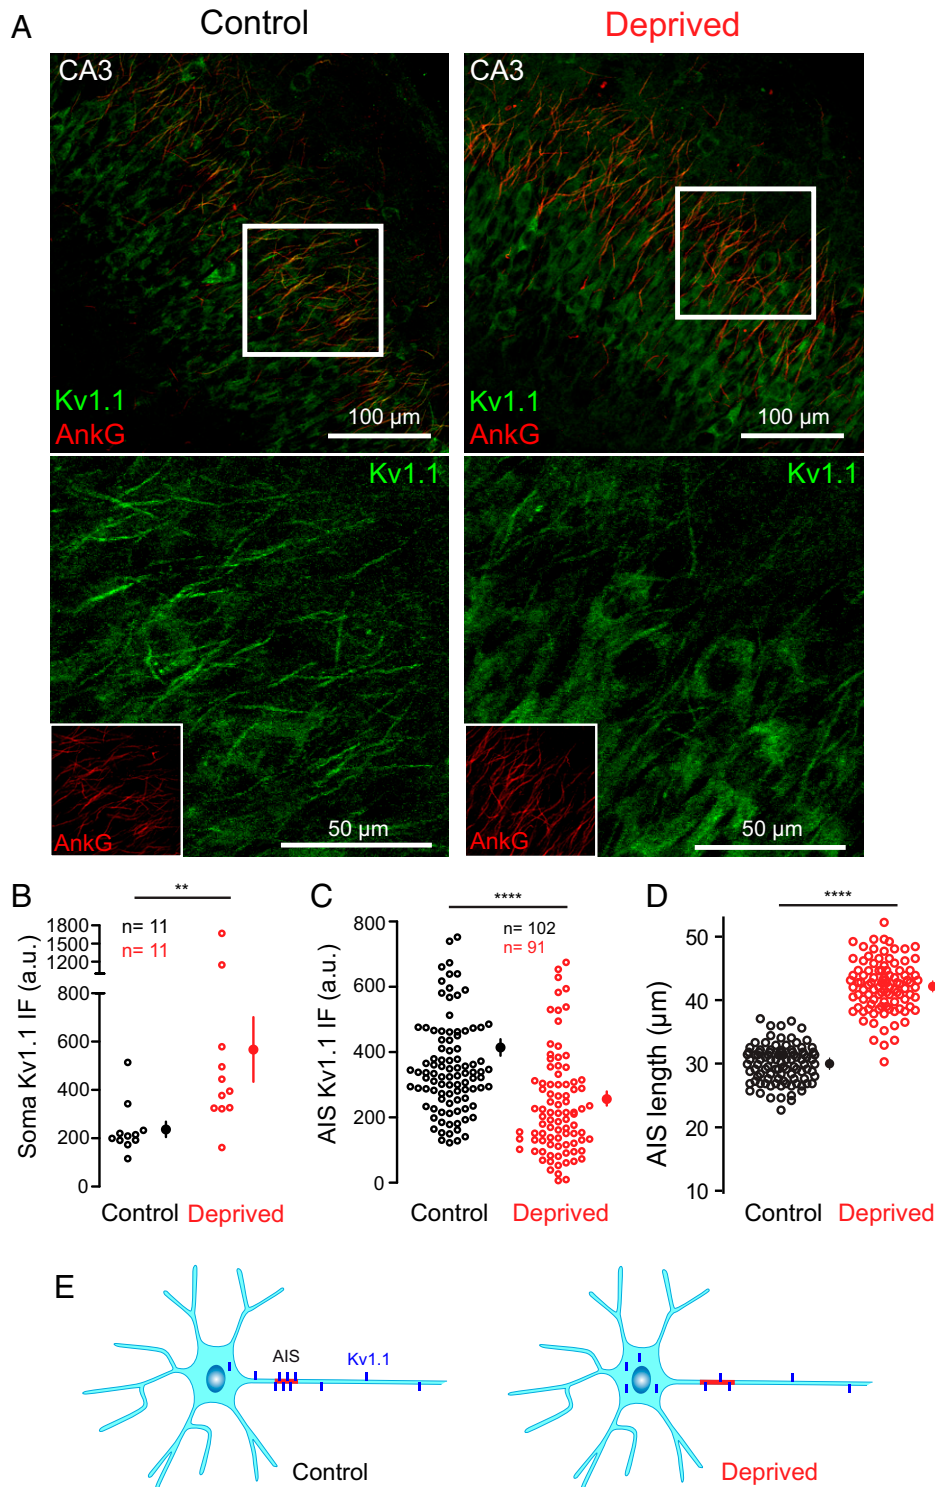 A
Control
Deprived
CA3
Kv1.1
AnkG
100 µm
Kv1.1
AnkG
100 µm
Kv1.1
AnkG
50 µm
Kv1.1
AnkG
50 µm
B
**
n= 11
n= 11
Soma Kv1.1 IF (a.u.)
1800
1500
1200
800
600
400
200
0
Control
Deprived
C
****
n= 102
n= 91
AIS Kv1.1 IF (a.u.)
800
600
400
200
0
Control
Deprived
D
****
AIS length (µm)
50
40
30
20
10
Control
Deprived
E
AIS
Kv1.1
Control
Deprived